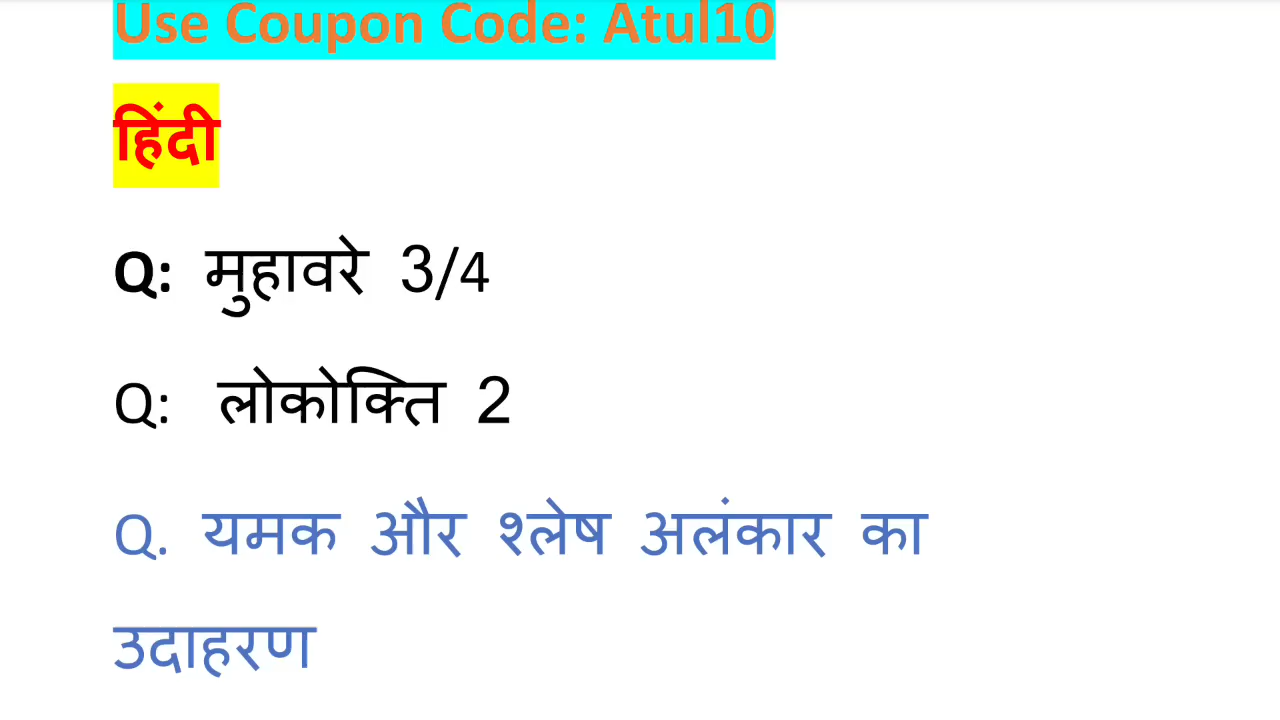 Use Coupon Code: Atul10
हिंदी
Q: मुहावरे 3/4
Q: लोकोक्ति 2
Q. यमक और श्लेष अलंकार का
उदाहरण